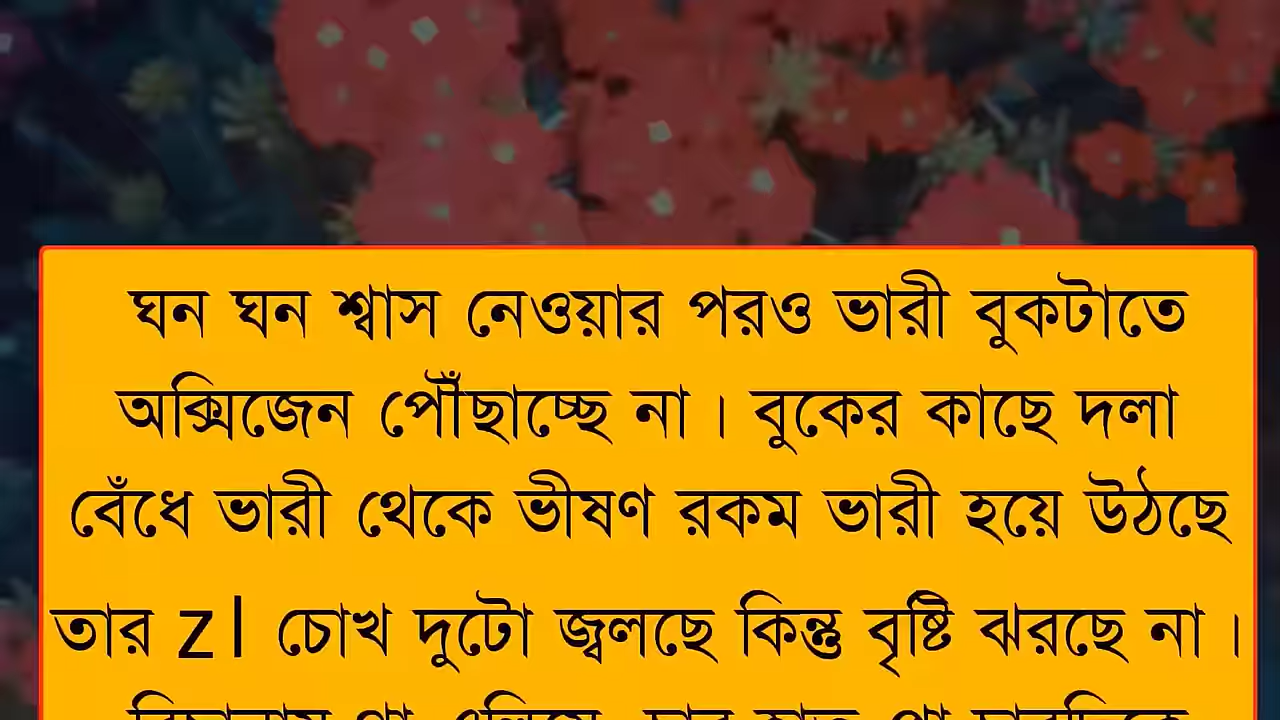 ঘন ঘন শ্বাস নেওয়ার পরও ভারী বুকটাতে
অক্সিজেন পৌঁছাচ্ছে না । বুকের কাছে দলা
বেঁধে ভারী থেকে ভীষণ রকম ভারী হয়ে উঠছে
তার z। চোখ দুটো জ্বলছে কিন্তু বৃষ্টি ঝরছে না ।